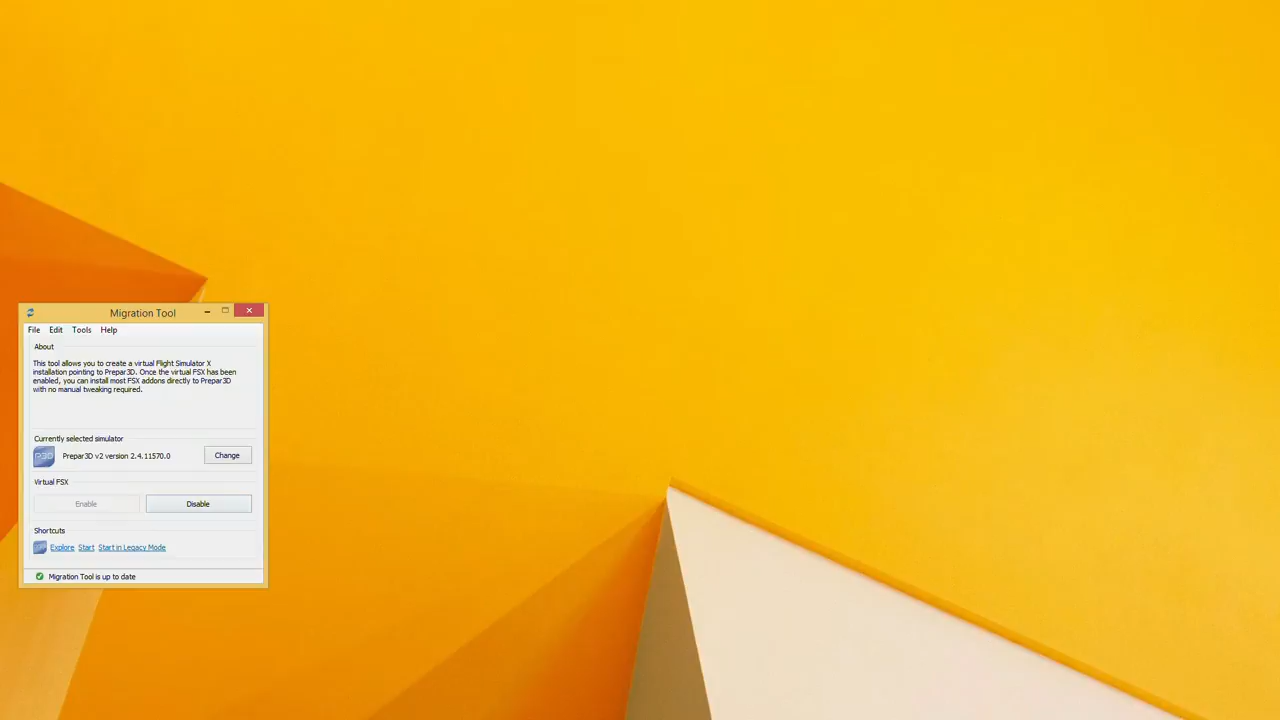 Migration Tool
File Edit Tools Help
About
This tool allows you to create a virtual Flight Simulator X
installation pointing to Prepar3D. Once the virtual FSX has been
enabled, you can install most FSX addons directly to Prepar3D
with no manual tweaking required.
Currently selected simulator
P3D Prepar3D v2 version 2.4.11570.0 Change
Virtual FSX
Enable Disable
Shortcuts
Explore Start Start in Legacy Mode
Migration Tool is up to date